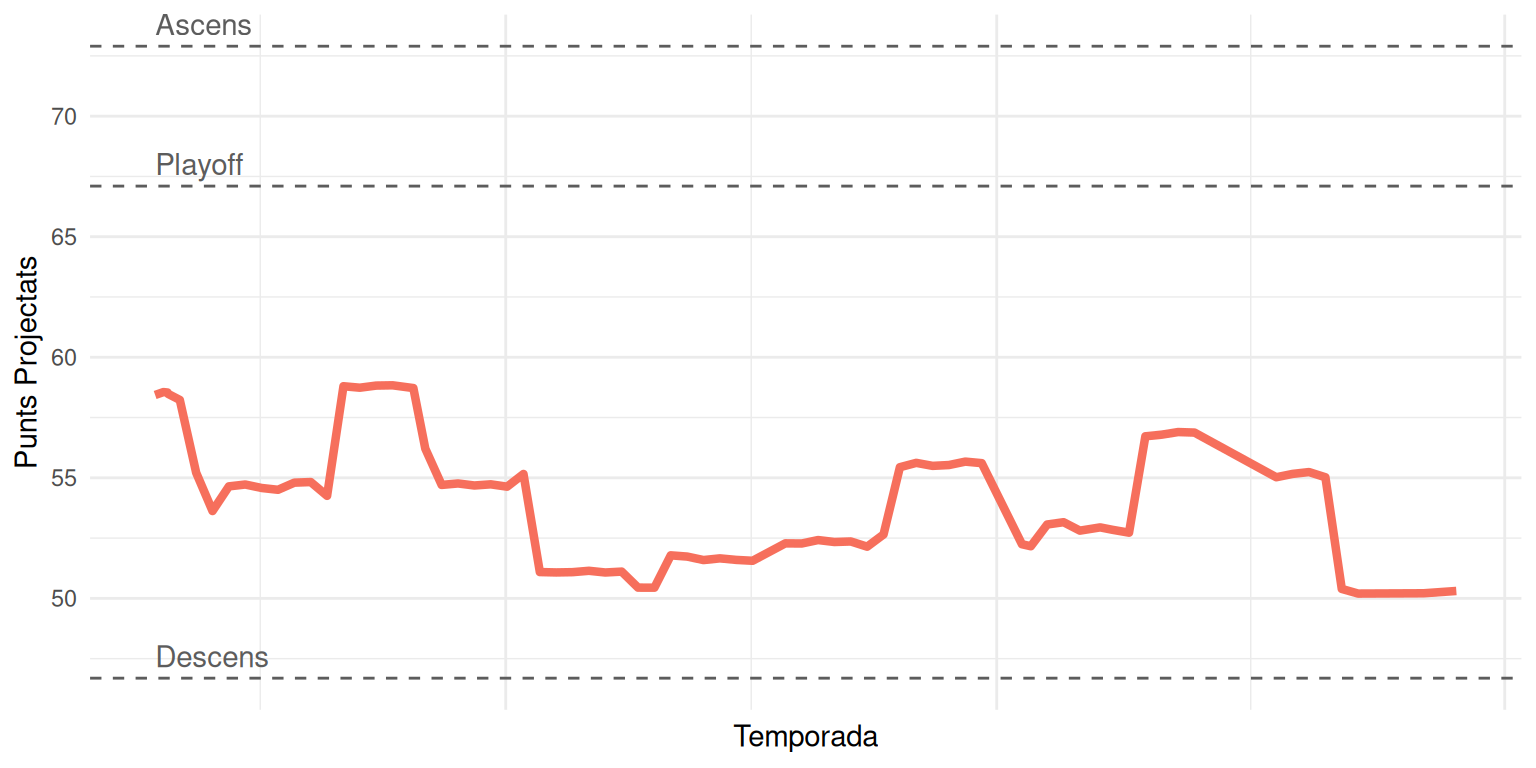 Ascens
70
Playoff
65
60
55
50
Descens
Punts Projectats
Temporada